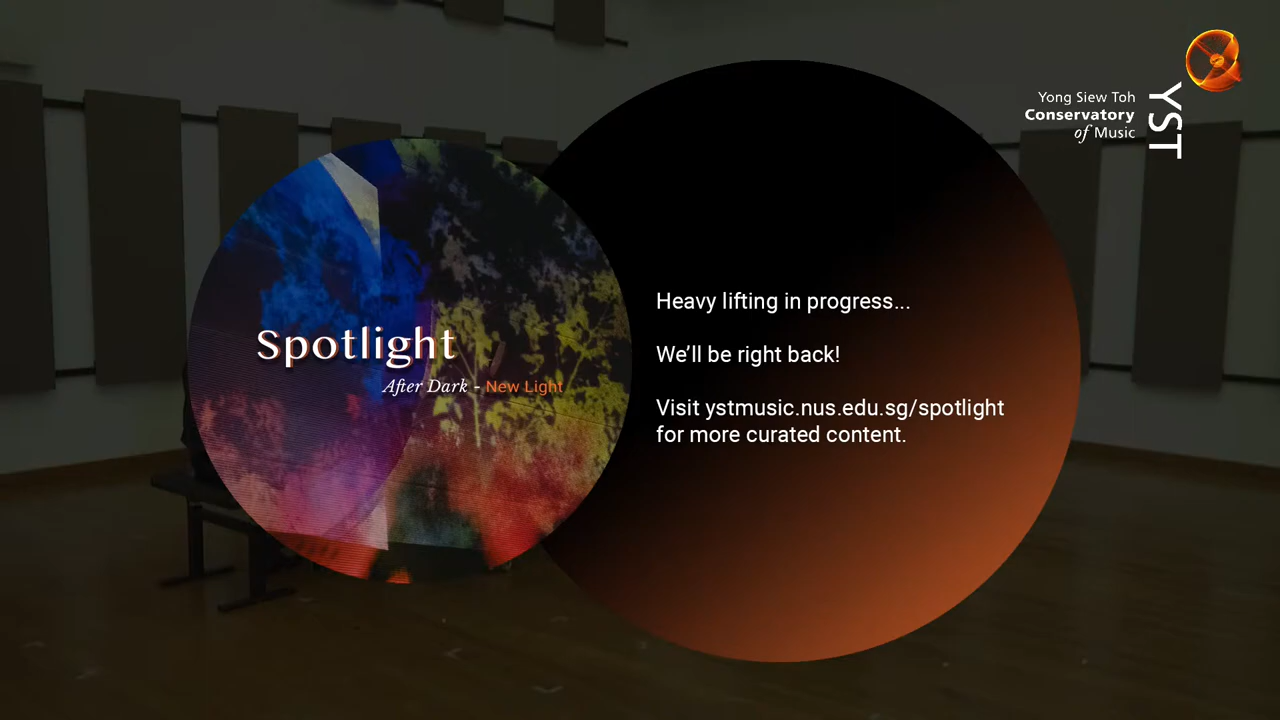 Yong Siew Toh
Conservatory
of Music
YST
Spotlight
After Dark - New Light
Heavy lifting in progress...
We’ll be right back!
Visit ystmusic.nus.edu.sg/spotlight
for more curated content.